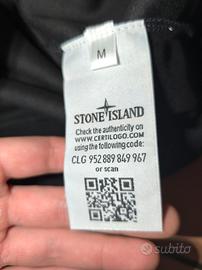 M
STONE ISLAND
Check the authenticity on
www.certilogo.com
using the following code:
CLG 952 889 849 967
or scan
subito